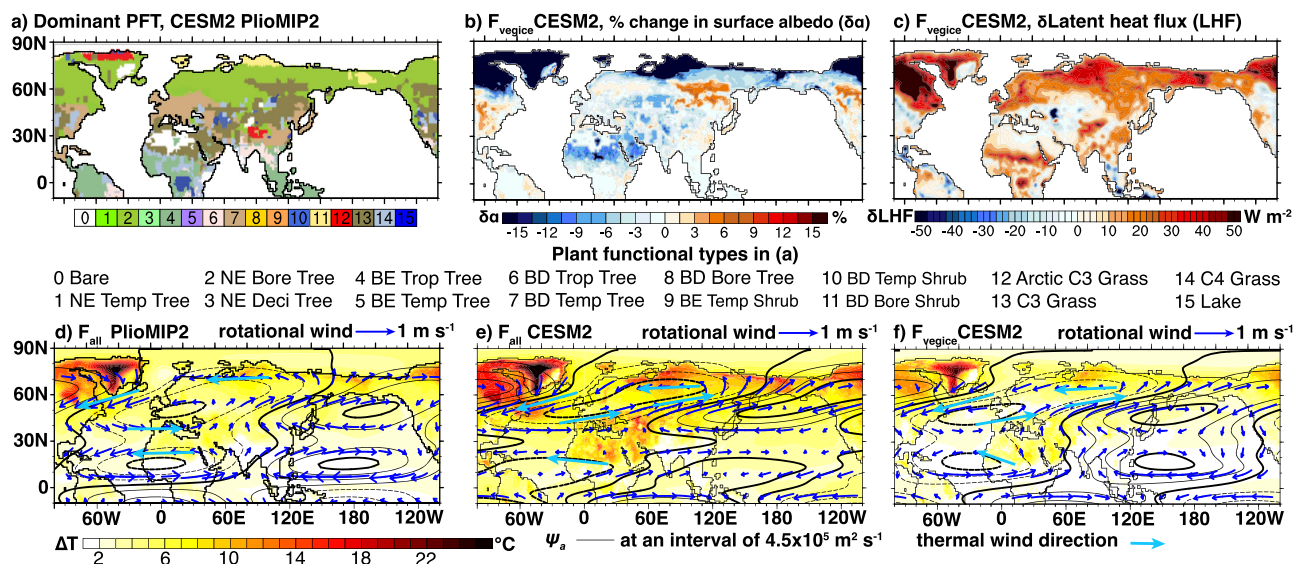 a) Dominant PFT, CESM2 PlioMIP2
b) Fvegice CESM2, % change in surface albedo (δα)
c) Fvegice CESM2, δLatent heat flux (LHF)
90N
60N
30N
0
0 1 2 3 4 5 6 7 8 9 10 11 12 13 14 15
δα %
-15 -12 -9 -6 -3 0 3 6 9 12 15
δLHF W m⁻²
-50 -40 -30 -20 -10 0 10 20 30 40 50
Plant functional types in (a)
0 Bare 2 NE Bore Tree 4 BE Trop Tree 6 BD Trop Tree 8 BD Bore Tree 10 BD Temp Shrub 12 Arctic C3 Grass 14 C4 Grass
1 NE Temp Tree 3 NE Deci Tree 5 BE Temp Tree 7 BD Temp Tree 9 BE Temp Shrub 11 BD Bore Shrub 13 C3 Grass 15 Lake
d) Fall PlioMIP2 rotational wind 1 m s⁻¹
e) Fall CESM2 rotational wind 1 m s⁻¹
f) Fvegice CESM2 rotational wind 1 m s⁻¹
90N
60N
30N
0
60W 0 60E 120E 180 120W
60W 0 60E 120E 180 120W
60W 0 60E 120E 180 120W
ΔT °C
2 6 10 14 18 22
ψa at an interval of 4.5x10⁵ m² s⁻¹
thermal wind direction